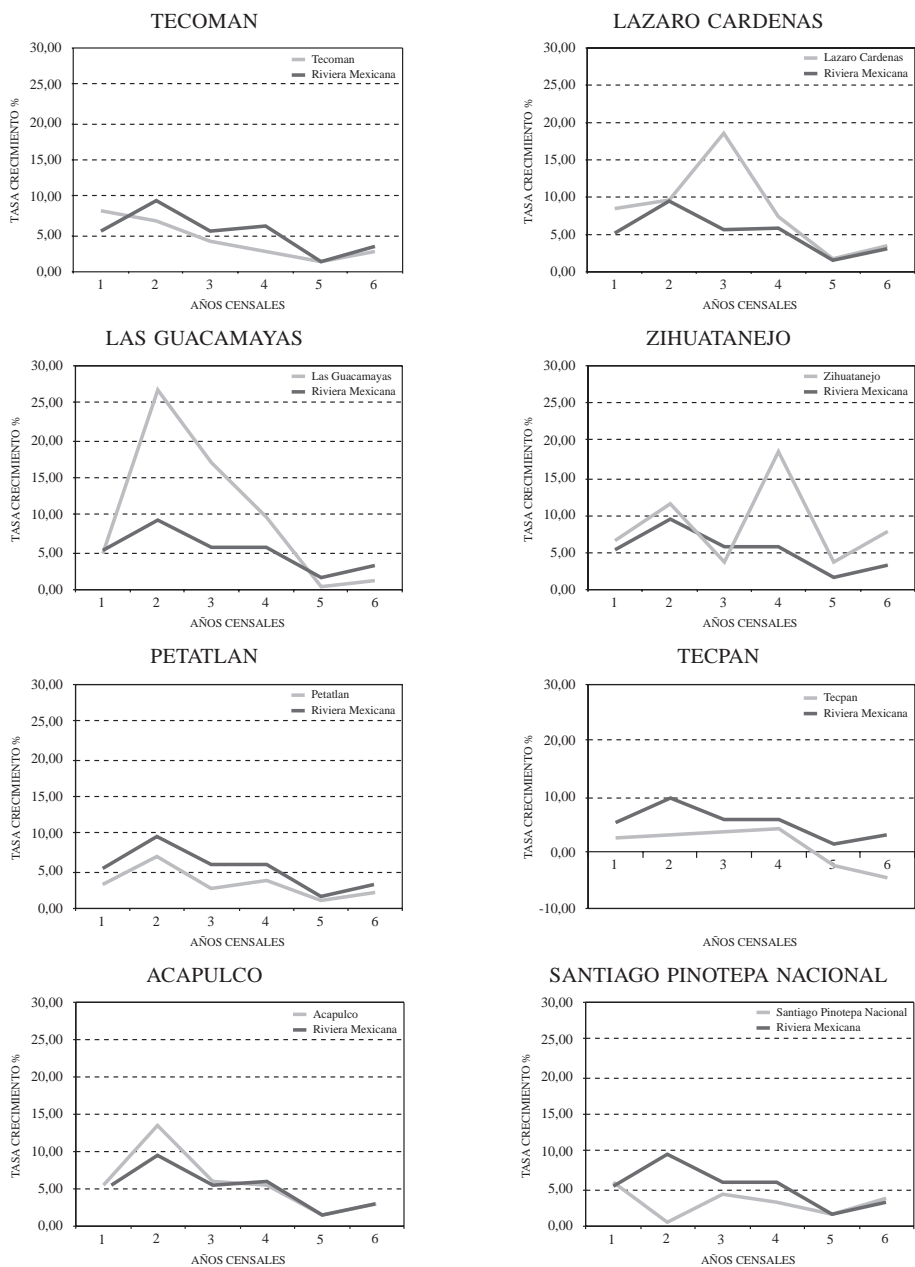 TECOMAN
30,00
25,00
20,00
15,00
10,00
5,00
0,00
TASA CRECIMIENTO %
Tecoman
Riviera Mexicana
1 2 3 4 5 6
AÑOS CENSALES
LAZARO CARDENAS
30,00
25,00
20,00
15,00
10,00
5,00
0,00
TASA CRECIMIENTO %
Lazaro Cardenas
Riviera Mexicana
1 2 3 4 5 6
AÑOS CENSALES
LAS GUACAMAYAS
30,00
25,00
20,00
15,00
10,00
5,00
0,00
TASA CRECIMIENTO %
Las Guacamayas
Riviera Mexicana
1 2 3 4 5 6
AÑOS CENSALES
ZIHUATANEJO
30,00
25,00
20,00
15,00
10,00
5,00
0,00
TASA CRECIMIENTO %
Zihuatanejo
Riviera Mexicana
1 2 3 4 5 6
AÑOS CENSALES
PETATLAN
30,00
25,00
20,00
15,00
10,00
5,00
0,00
TASA CRECIMIENTO %
Petatlan
Riviera Mexicana
1 2 3 4 5 6
AÑOS CENSALES
TECPAN
30,00
20,00
10,00
0,00
-10,00
TASA CRECIMIENTO %
Tecpan
Riviera Mexicana
1 2 3 4 5 6
AÑOS CENSALES
ACAPULCO
30,00
25,00
20,00
15,00
10,00
5,00
0,00
TASA CRECIMIENTO %
Acapulco
Riviera Mexicana
1 2 3 4 5 6
AÑOS CENSALES
SANTIAGO PINOTEPA NACIONAL
30,00
25,00
20,00
15,00
10,00
5,00
0,00
TASA CRECIMIENTO %
Santiago Pinotepa Nacional
Riviera Mexicana
1 2 3 4 5 6
AÑOS CENSALES